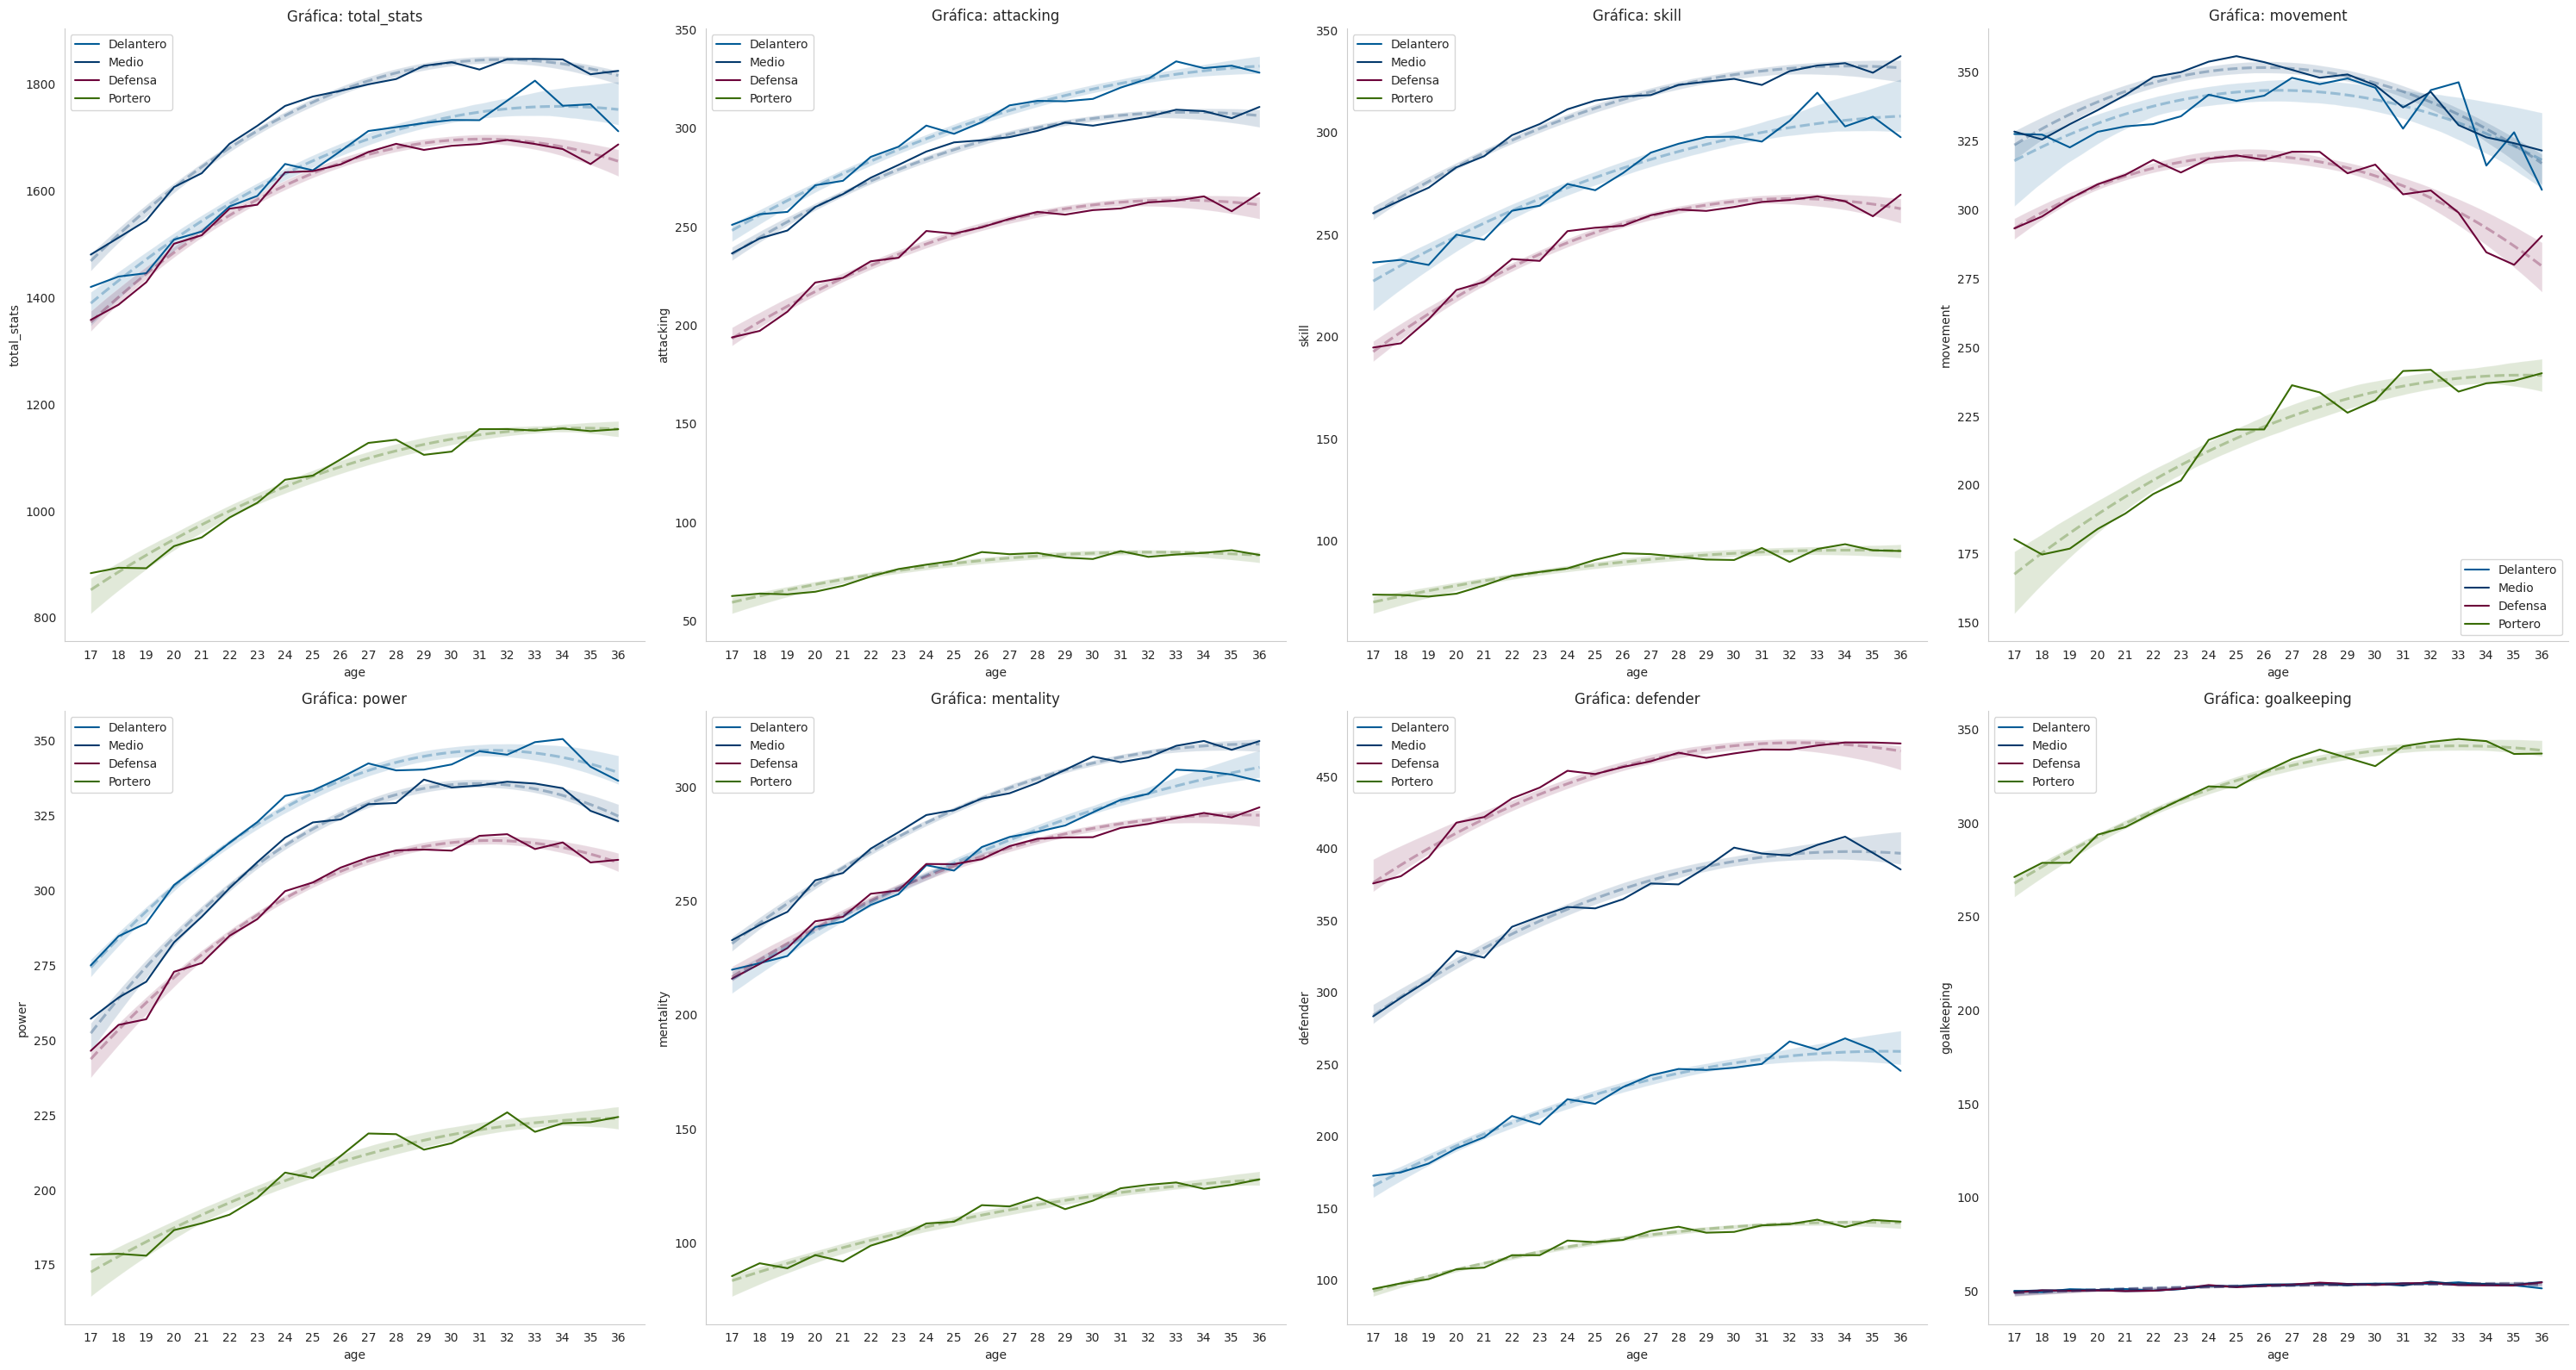 Gráfica: total_stats
Delantero
Medio
Defensa
Portero
total_stats
1800
1600
1400
1200
1000
800
17 18 19 20 21 22 23 24 25 26 27 28 29 30 31 32 33 34 35 36
age
Gráfica: attacking
Delantero
Medio
Defensa
Portero
attacking
350
300
250
200
150
100
50
17 18 19 20 21 22 23 24 25 26 27 28 29 30 31 32 33 34 35 36
age
Gráfica: skill
Delantero
Medio
Defensa
Portero
skill
350
300
250
200
150
100
17 18 19 20 21 22 23 24 25 26 27 28 29 30 31 32 33 34 35 36
age
Gráfica: movement
movement
350
325
300
275
250
225
200
175
150
Delantero
Medio
Defensa
Portero
17 18 19 20 21 22 23 24 25 26 27 28 29 30 31 32 33 34 35 36
age
Gráfica: power
Delantero
Medio
Defensa
Portero
power
350
325
300
275
250
225
200
175
17 18 19 20 21 22 23 24 25 26 27 28 29 30 31 32 33 34 35 36
age
Gráfica: mentality
Delantero
Medio
Defensa
Portero
mentality
300
250
200
150
100
17 18 19 20 21 22 23 24 25 26 27 28 29 30 31 32 33 34 35 36
age
Gráfica: defender
Delantero
Medio
Defensa
Portero
defender
450
400
350
300
250
200
150
100
17 18 19 20 21 22 23 24 25 26 27 28 29 30 31 32 33 34 35 36
age
Gráfica: goalkeeping
Delantero
Medio
Defensa
Portero
goalkeeping
350
300
250
200
150
100
50
17 18 19 20 21 22 23 24 25 26 27 28 29 30 31 32 33 34 35 36
age